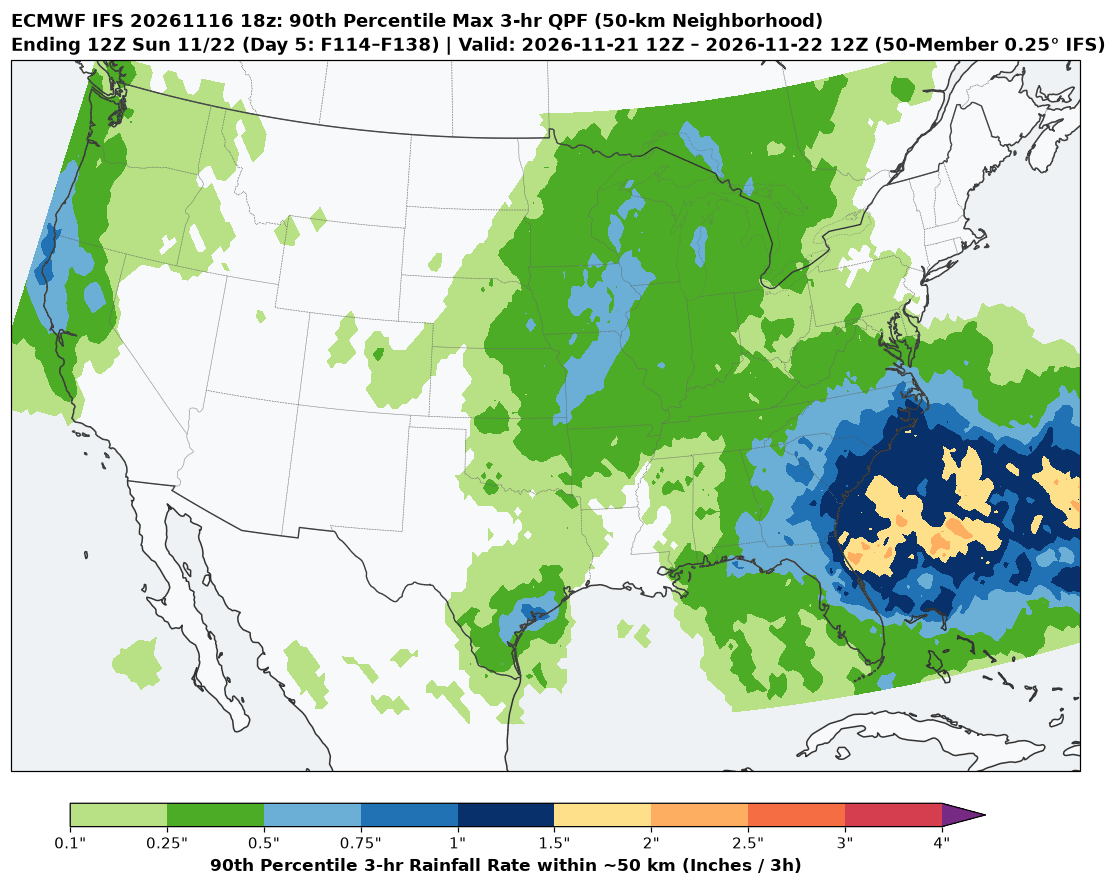 ECMWF IFS 20261116 18z: 90th Percentile Max 3-hr QPF (50-km Neighborhood)
Ending 12Z Sun 11/22 (Day 5: F114–F138) | Valid: 2026-11-21 12Z – 2026-11-22 12Z (50-Member 0.25° IFS)
0.1" 0.25" 0.5" 0.75" 1" 1.5" 2" 2.5" 3" 4"
90th Percentile 3-hr Rainfall Rate within ~50 km (Inches / 3h)